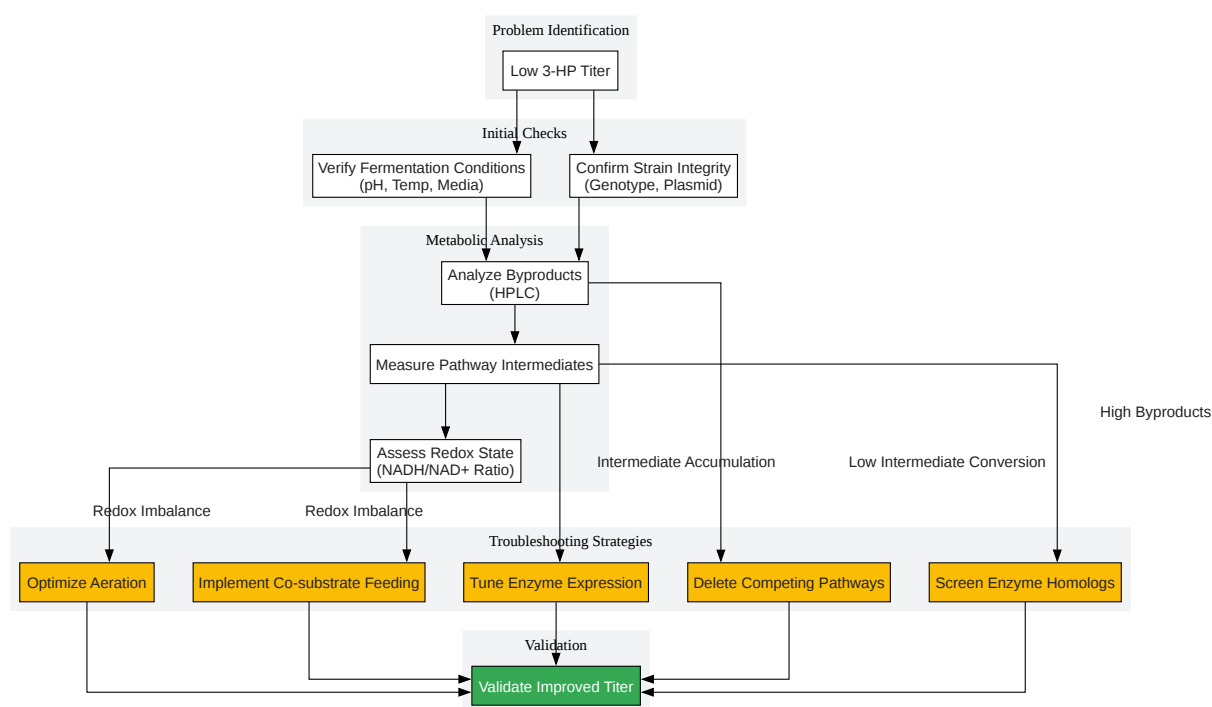 Problem Identification
Low 3-HP Titer
Initial Checks
Verify Fermentation Conditions
(pH, Temp, Media)
Confirm Strain Integrity
(Genotype, Plasmid)
Metabolic Analysis
Analyze Byproducts
(HPLC)
Measure Pathway Intermediates
High Byproducts
Assess Redox State
(NADH/NAD+ Ratio)
Intermediate Accumulation
Low Intermediate Conversion
Redox Imbalance
Redox Imbalance
Troubleshooting Strategies
Optimize Aeration
Implement Co-substrate Feeding
Tune Enzyme Expression
Delete Competing Pathways
Screen Enzyme Homologs
Validation
Validate Improved Titer